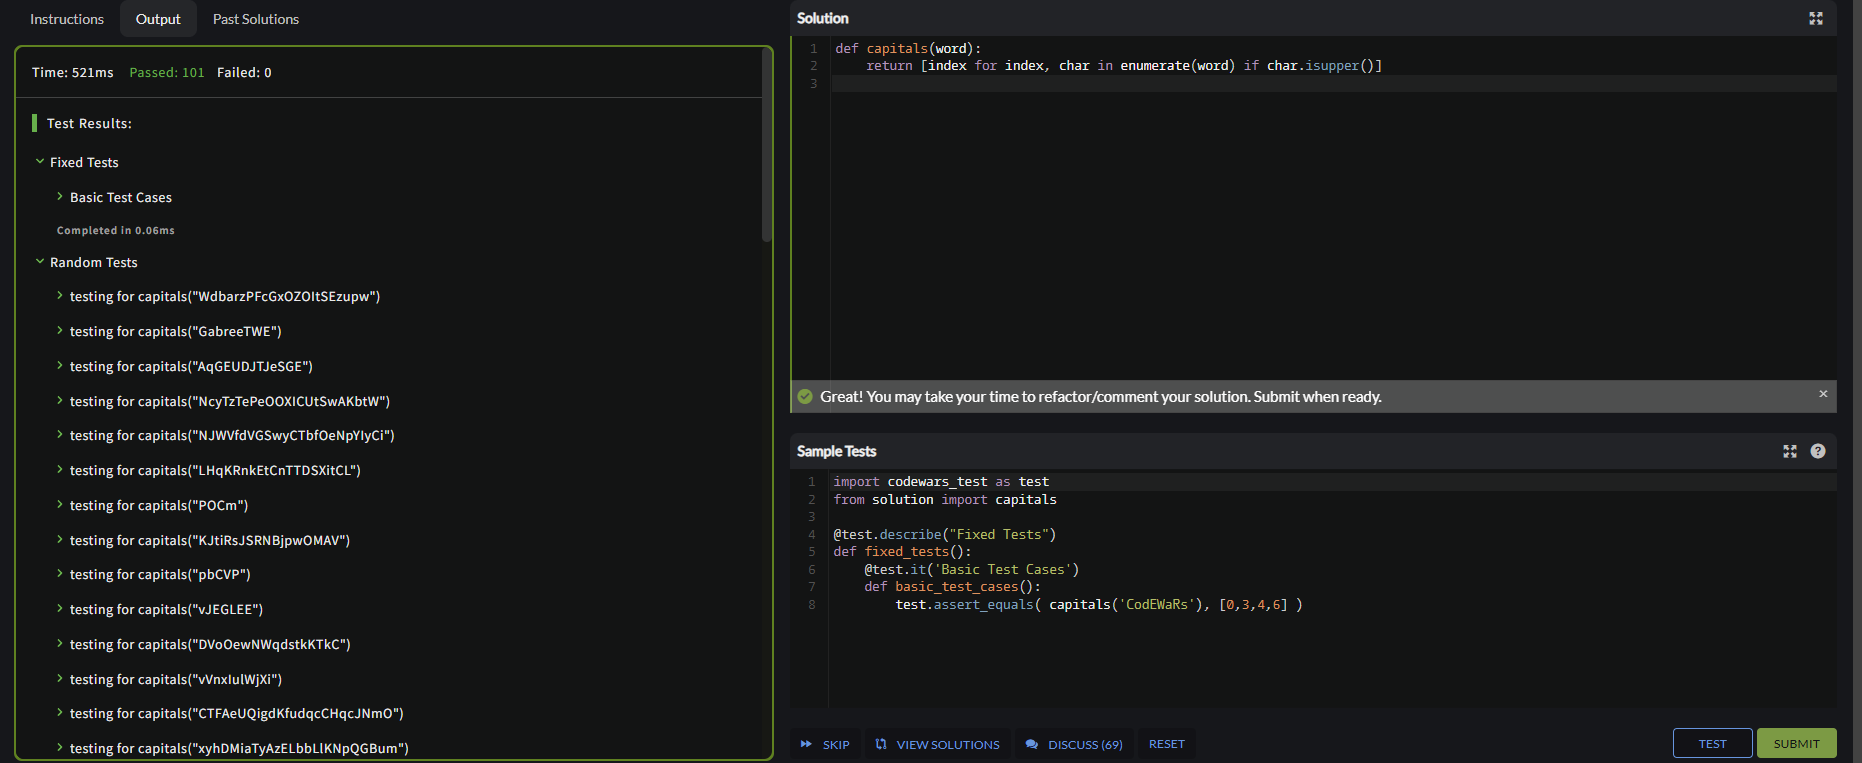 Instructions
Output
Past Solutions
Time: 521ms Passed: 101 Failed: 0
Test Results:
Fixed Tests
Basic Test Cases
Completed in 0.06ms
Random Tests
testing for capitals("WdbarzPFcGxOZOItSEzupw")
testing for capitals("GabreeTWE")
testing for capitals("AqGEUDJTJeSGE")
testing for capitals("NcyTzTePeOOXICUtSwAKbtW")
testing for capitals("NJWVfdVGSwyCTbfOeNpYIyCi")
testing for capitals("LHqKRnkEtCnTTDSXitCL")
testing for capitals("POCm")
testing for capitals("KJtiRsJSRNBjpwOMAV")
testing for capitals("pbCVP")
testing for capitals("vJEGLEE")
testing for capitals("DVoOewNWqdstkKTkC")
testing for capitals("vVnxIulWjXi")
testing for capitals("CTFAeUQigdKfudqcCHqcJNmO")
testing for capitals("xyhDMiaTyAzELbbLlKNpQGBum")
Solution
1 def capitals(word):
2     return [index for index, char in enumerate(word) if char.isupper()]
3
Great! You may take your time to refactor/comment your solution. Submit when ready.
Sample Tests
1 import codewars_test as test
2 from solution import capitals
3
4 @test.describe("Fixed Tests")
5 def fixed_tests():
6     @test.it('Basic Test Cases')
7     def basic_test_cases():
8         test.assert_equals( capitals('CodEWaRs'), [0,3,4,6] )
SKIP
VIEW SOLUTIONS
DISCUSS (69)
RESET
TEST
SUBMIT